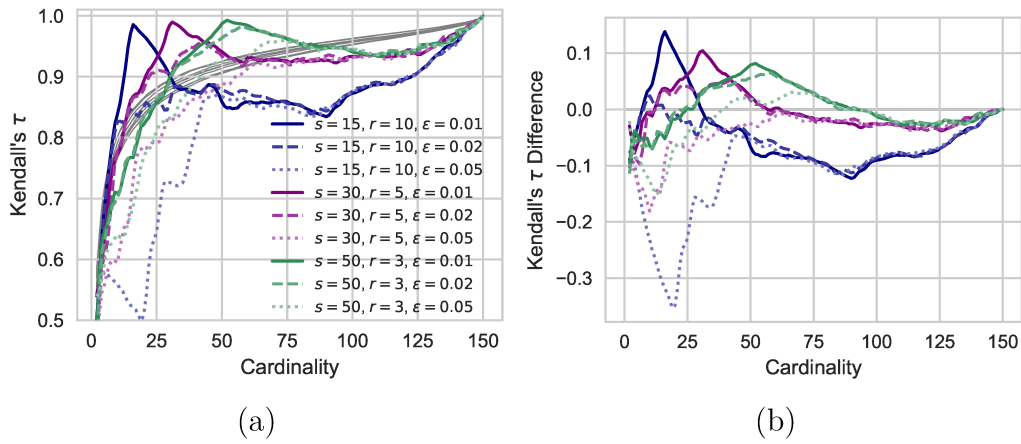 1.0
0.9
0.8
0.7
0.6
0.5
Kendall's τ
s = 15, r = 10, ε = 0.01
s = 15, r = 10, ε = 0.02
s = 15, r = 10, ε = 0.05
s = 30, r = 5, ε = 0.01
s = 30, r = 5, ε = 0.02
s = 30, r = 5, ε = 0.05
s = 50, r = 3, ε = 0.01
s = 50, r = 3, ε = 0.02
s = 50, r = 3, ε = 0.05
0 25 50 75 100 125 150
Cardinality
(a)
0.1
0.0
−0.1
−0.2
−0.3
Kendall's τ Difference
0 25 50 75 100 125 150
Cardinality
(b)